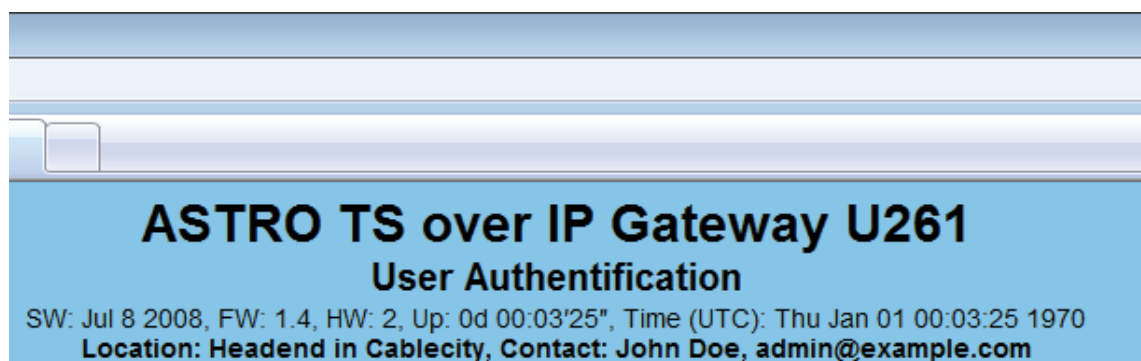 ASTRO TS over IP Gateway U261
User Authentification
SW: Jul 8 2008, FW: 1.4, HW: 2, Up: 0d 00:03'25", Time (UTC): Thu Jan 01 00:03:25 1970
Location: Headend in Cablecity, Contact: John Doe, admin@example.com